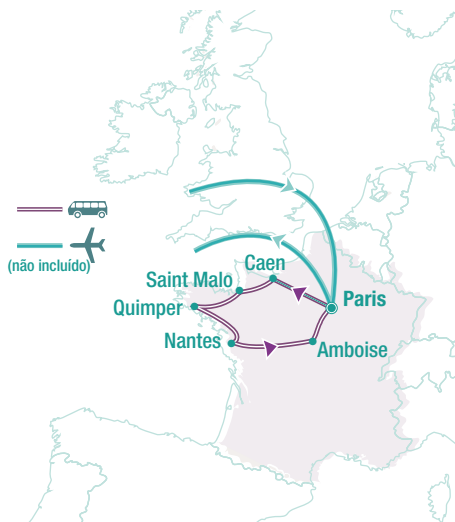 (não incluído)
Caen
Saint Malo
Paris
Quimper
Nantes
Amboise